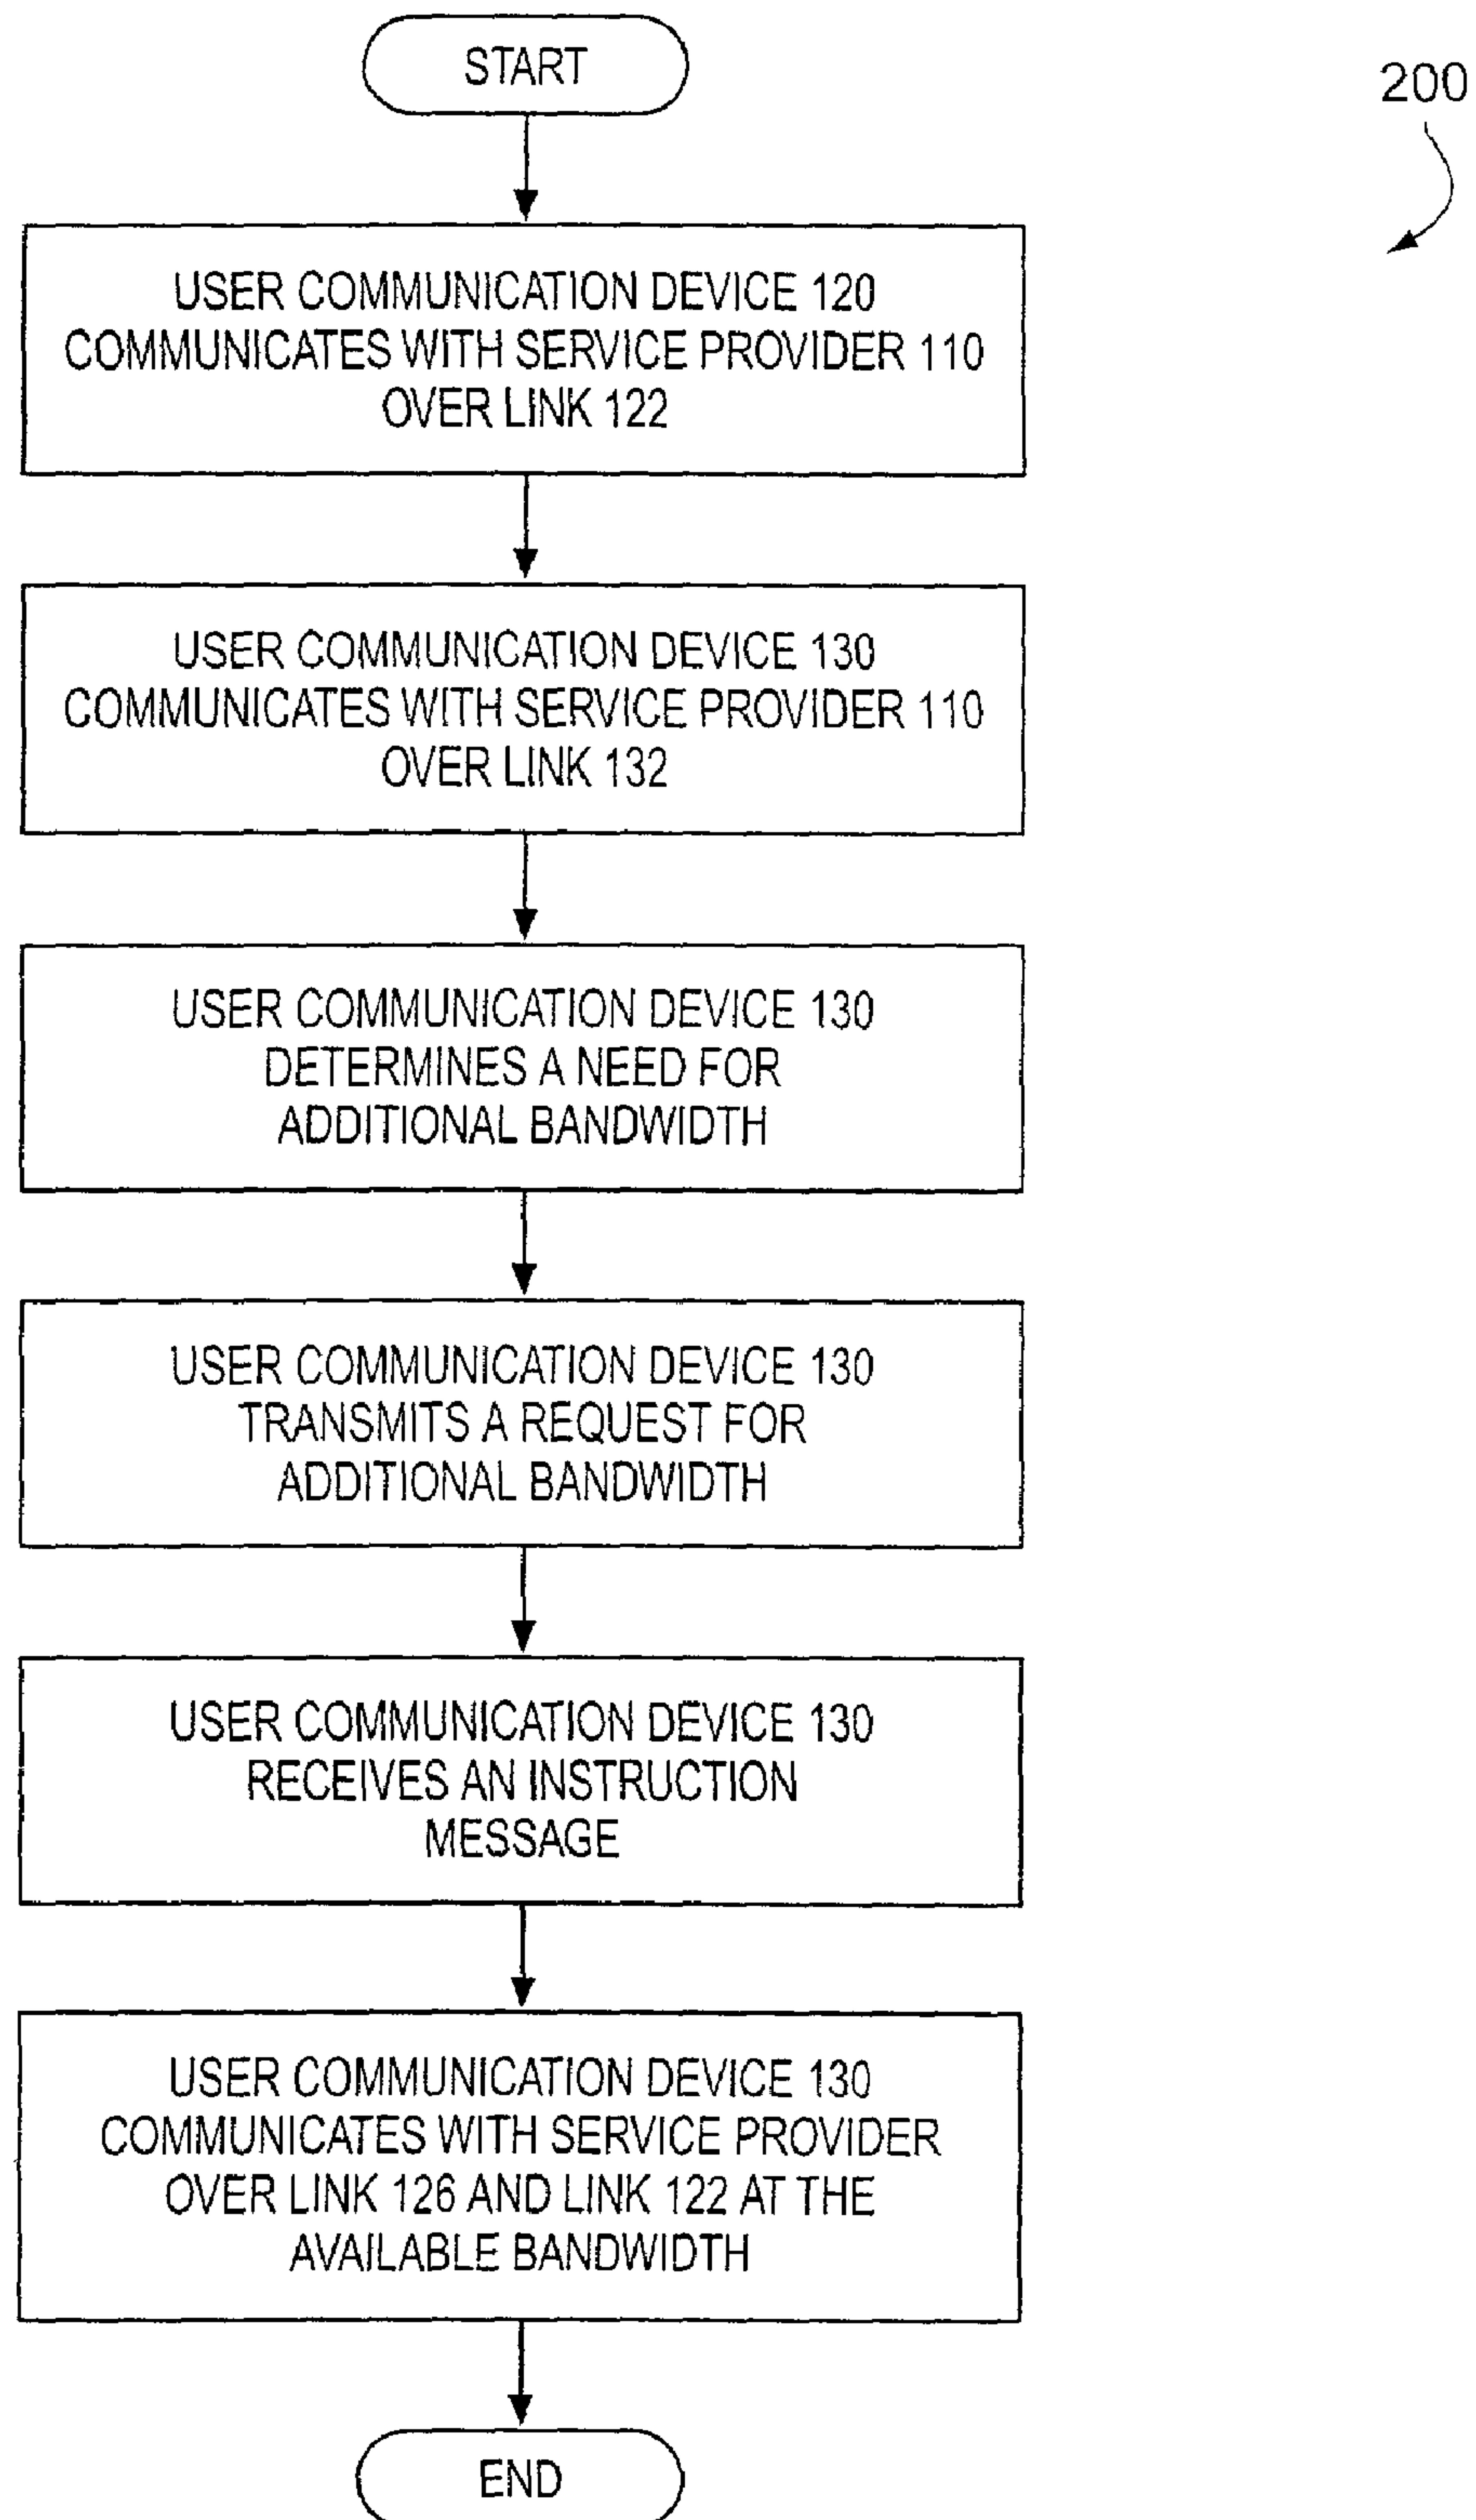 START
200
USER COMMUNICATION DEVICE 120
COMMUNICATES WITH SERVICE PROVIDER 110
OVER LINK 122
USER COMMUNICATION DEVICE 130
COMMUNICATES WITH SERVICE PROVIDER 110
OVER LINK 132
USER COMMUNICATION DEVICE 130
DETERMINES A NEED FOR
ADDITIONAL BANDWIDTH
USER COMMUNICATION DEVICE 130
TRANSMITS A REQUEST FOR
ADDITIONAL BANDWIDTH
USER COMMUNICATION DEVICE 130
RECEIVES AN INSTRUCTION
MESSAGE
USER COMMUNICATION DEVICE 130
COMMUNICATES WITH SERVICE PROVIDER
OVER LINK 126 AND LINK 122 AT THE
AVAILABLE BANDWIDTH
END